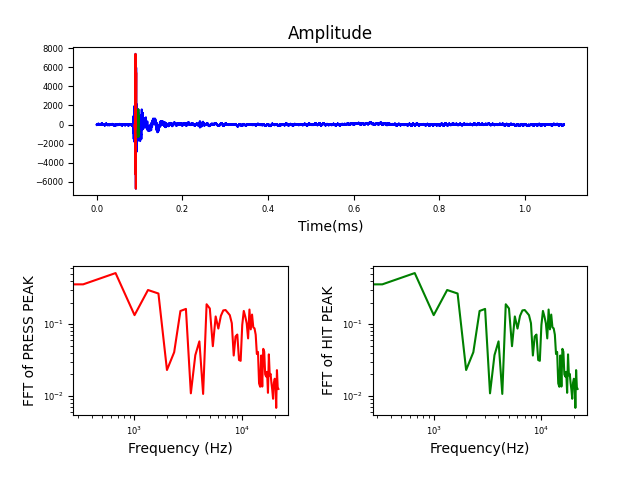 Amplitude
8000
6000
4000
2000
0
−2000
−4000
−6000
0.0 0.2 0.4 0.6 0.8 1.0
Time(ms)
FFT of PRESS PEAK
10⁻¹
10⁻²
10³ 10⁴
Frequency (Hz)
FFT of HIT PEAK
10⁻¹
10⁻²
10³ 10⁴
Frequency(Hz)